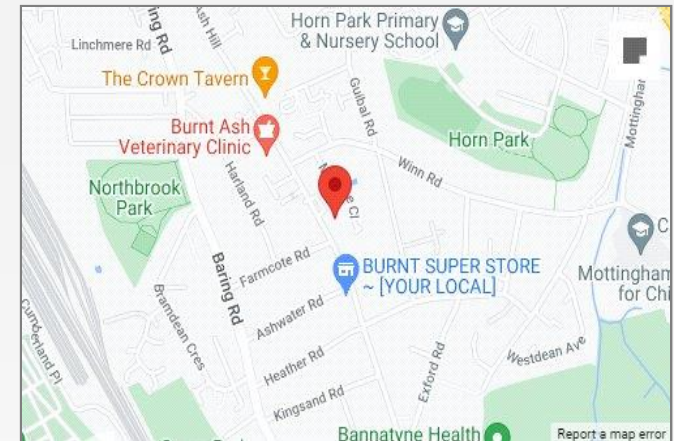 Horn Park Primary
& Nursery School
Linchmere Rd
The Crown Tavern
Guibal Rd
Burnt Ash
Veterinary Clinic
Horn Park
Winn Rd
Northbrook
Park
Harland Rd
Baring Rd
Farmcote Rd
BURNT SUPER STORE
~ [YOUR LOCAL]
Ashwater Rd
Bramdean Cres
Heather Rd
Westdean Ave
Exford Rd
Kingsand Rd
Cumberland Pl
Bannatyne Health
Report a map error